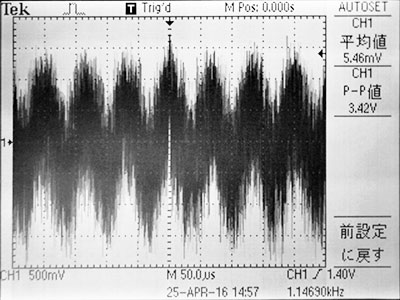 Tek T Trig'd M Pos: 0.000s AUTOSET
CH1
平均値
5.46mV
CH1
P-P値
3.42V
1
前設定
に戻す
CH1 500mV M 50.0µs CH1 1.40V
25-APR-16 14:57 1.14690kHz